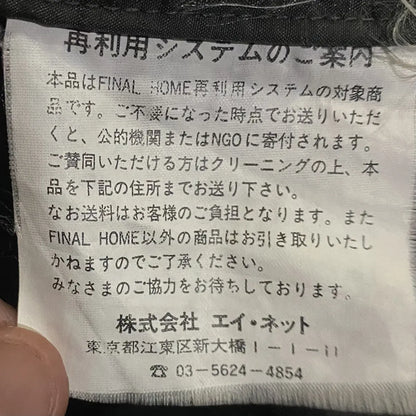 再利用システムのご案内
本品はFINAL HOME再利用システムの対象商
品です。ご不要になった時点でお送りいただ
くと、公的機関またはNGOに寄付されます。
ご賛同いただける方はクリーニングの上、本
品を下記の住所までお送り下さい。
なお送料はお客様のご負担となります。また
FINAL HOME以外の商品はお引き取りいたし
かねますのでご了承ください。
みなさまのご協力をお待ちしております。
株式会社 エイ・ネット
東京都江東区新大橋1-1-11
☎ 03-5624-4854